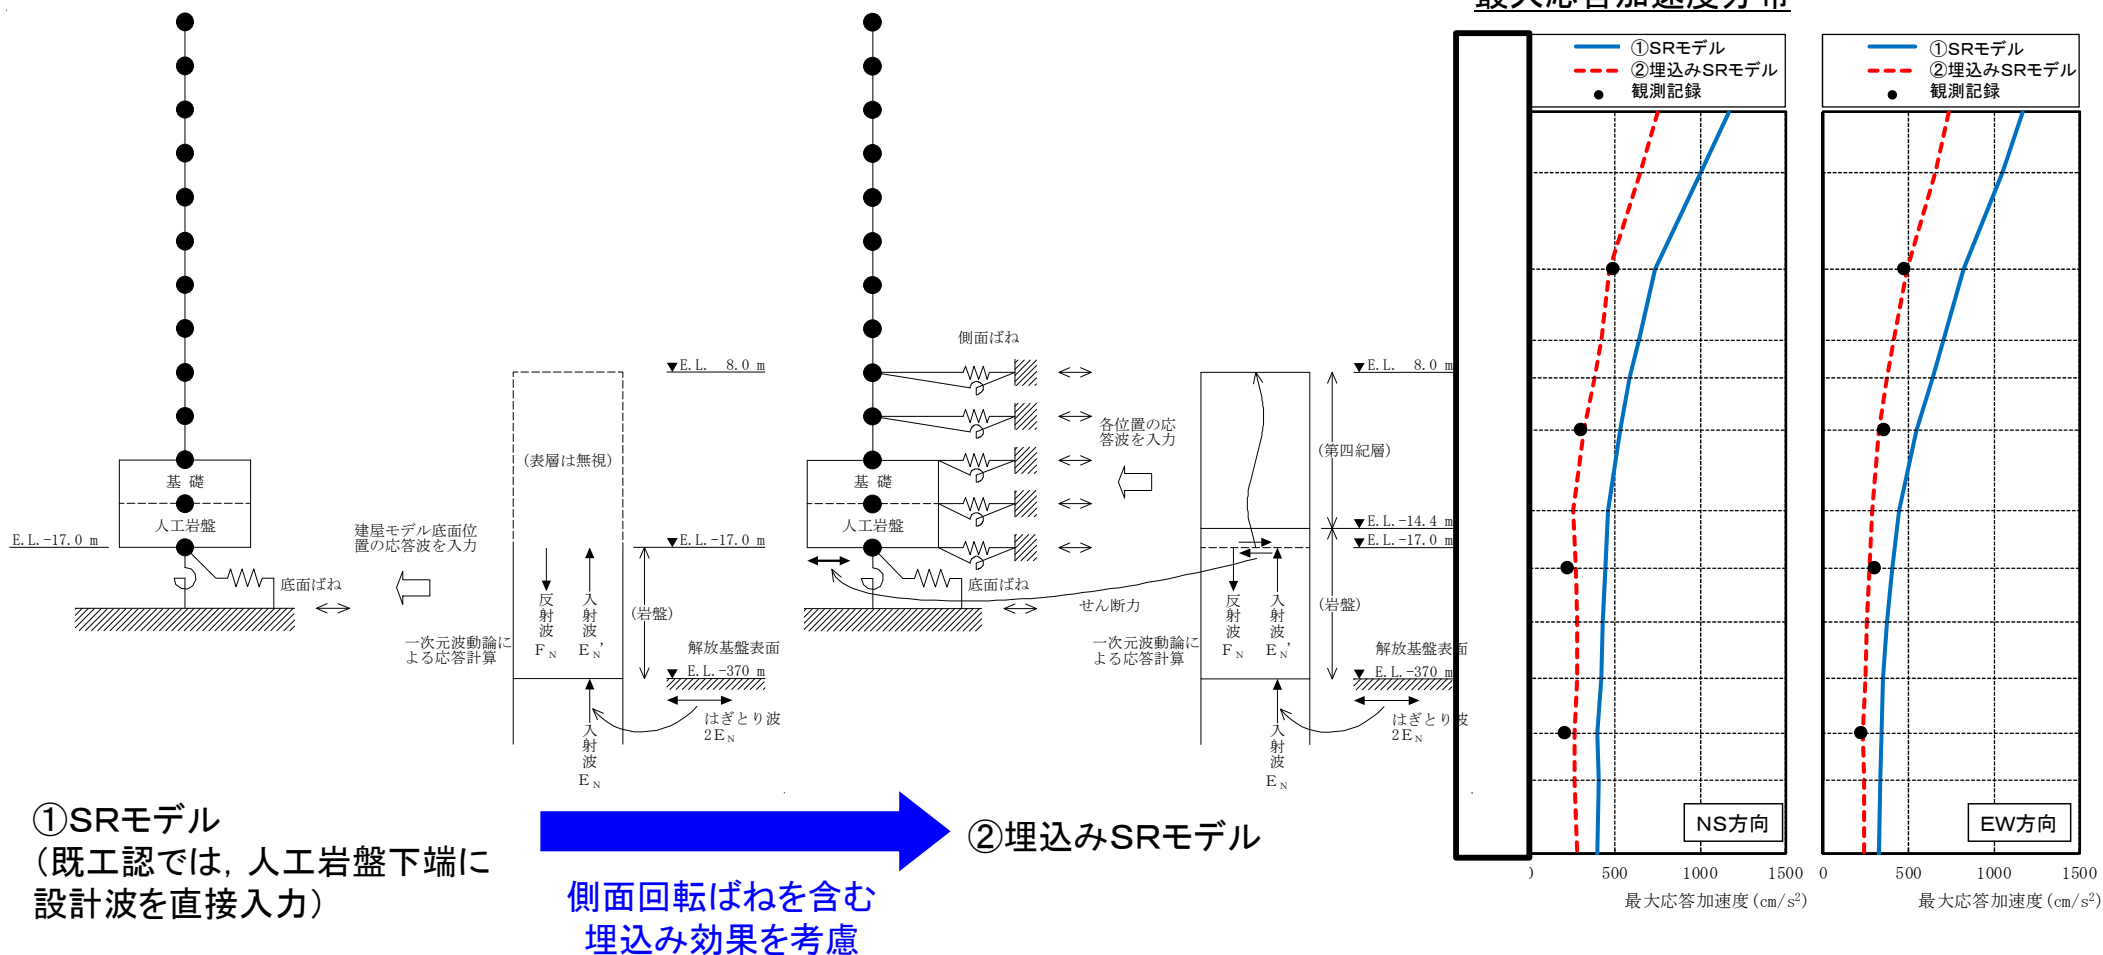 最大応答加速度分布
①SRモデル
②埋込みSRモデル
観測記録
①SRモデル
②埋込みSRモデル
観測記録
NS方向
EW方向
500
1000
1500
0
500
1000
1500
最大応答加速度(cm/s²)
最大応答加速度(cm/s²)
基 礎
人工岩盤
E.L.-17.0 m
底面ばね
建屋モデル底面位
置の応答波を入力
(表層は無視)
E.L. 8.0 m
E.L.-17.0 m
反射波 FN
入射波 EN'
(岩盤)
一次元波動論に
よる応答計算
解放基盤表面
E.L.-370 m
はぎとり波
2EN
入射波 EN
側面ばね
基 礎
人工岩盤
底面ばね
各位置の応
答波を入力
せん断力
E.L. 8.0 m
(第四紀層)
E.L.-14.4 m
E.L.-17.0 m
反射波 FN
入射波 EN'
(岩盤)
一次元波動論に
よる応答計算
解放基盤表面
E.L.-370 m
はぎとり波
2EN
入射波 EN
①SRモデル
（既工認では，人工岩盤下端に
設計波を直接入力）
②埋込みSRモデル
側面回転ばねを含む
埋込み効果を考慮